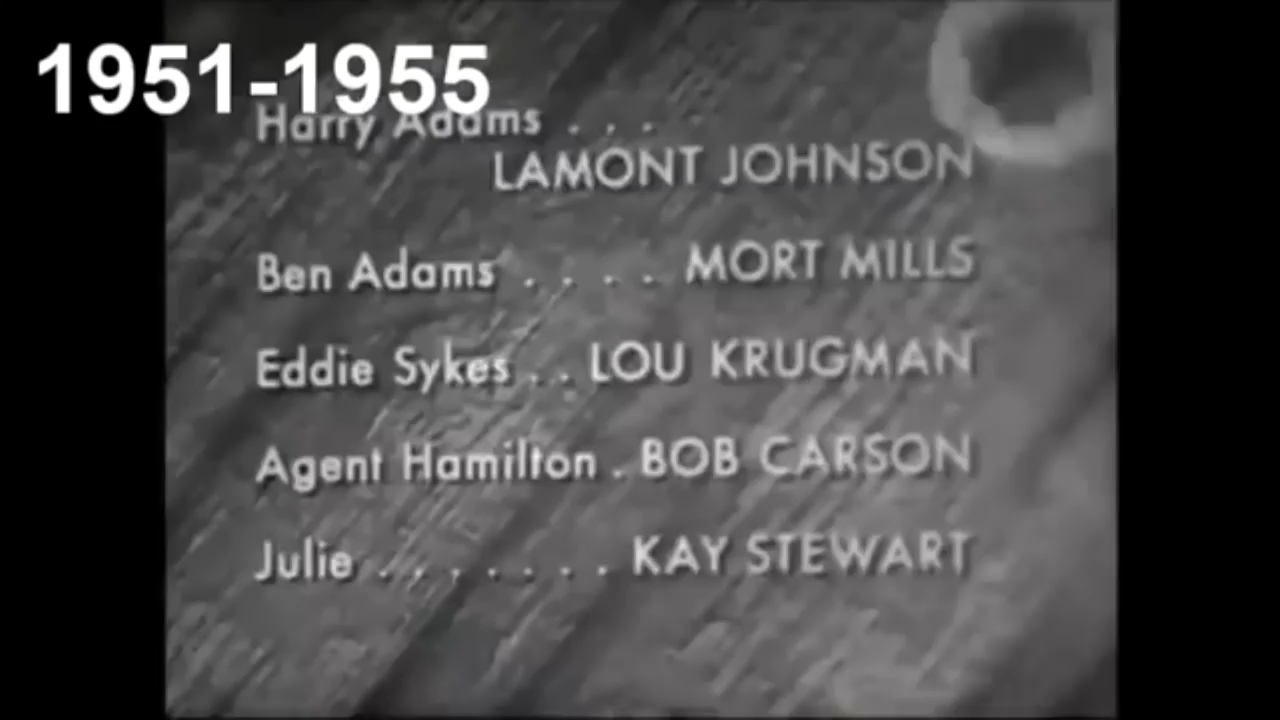 1951-1955
Harry Adams . . .
LAMONT JOHNSON
Ben Adams . . . . MORT MILLS
Eddie Sykes . . LOU KRUGMAN
Agent Hamilton . BOB CARSON
Julie . . . . . . . KAY STEWART